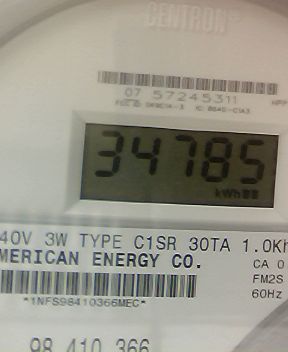 CENTRON
07 57245311
34785
kWh
40V 3W TYPE C1SR 30TA 1.0Kh
MERICAN ENERGY CO.
CA 0
FM2S
*1NFS98410366MEC*
60Hz
98 410 366